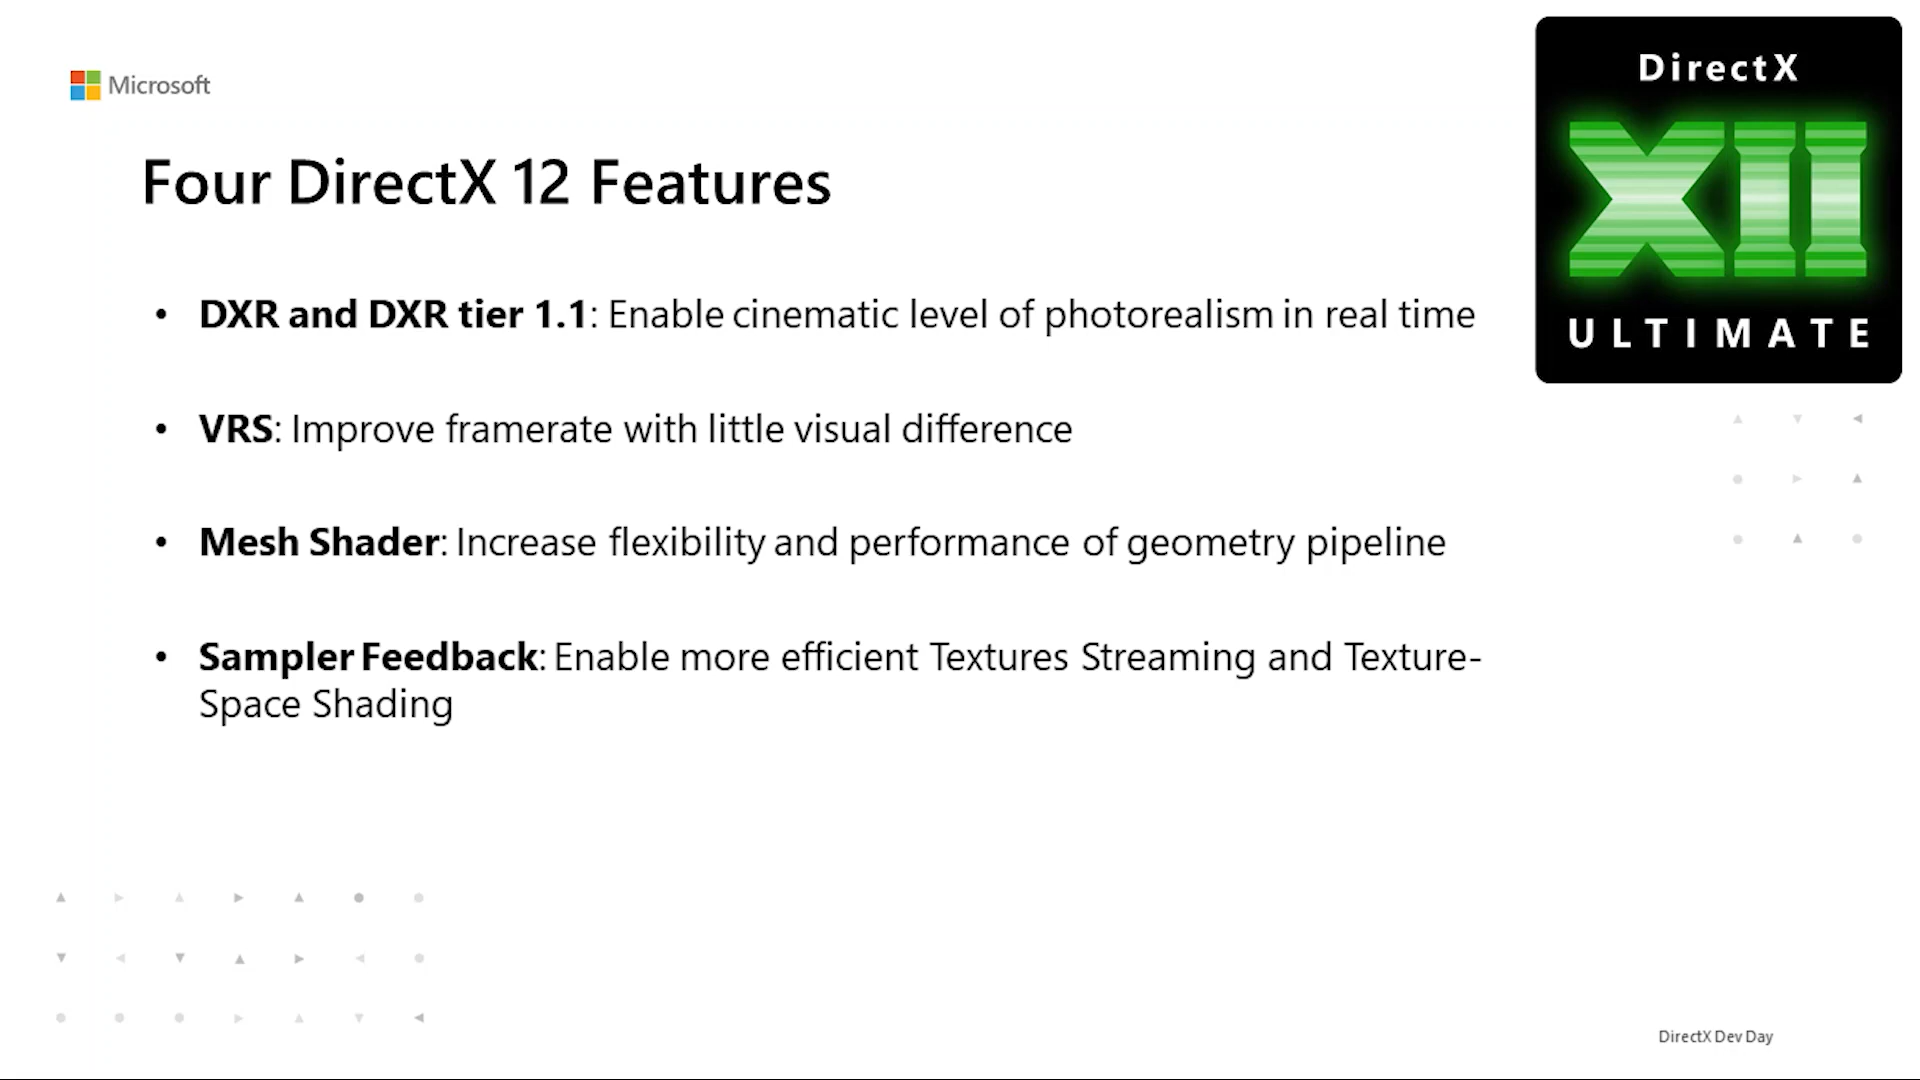 Microsoft
DirectX
XII
ULTIMATE
Four DirectX 12 Features
• DXR and DXR tier 1.1: Enable cinematic level of photorealism in real time
• VRS: Improve framerate with little visual difference
• Mesh Shader: Increase flexibility and performance of geometry pipeline
• Sampler Feedback: Enable more efficient Textures Streaming and Texture-
Space Shading
DirectX Dev Day